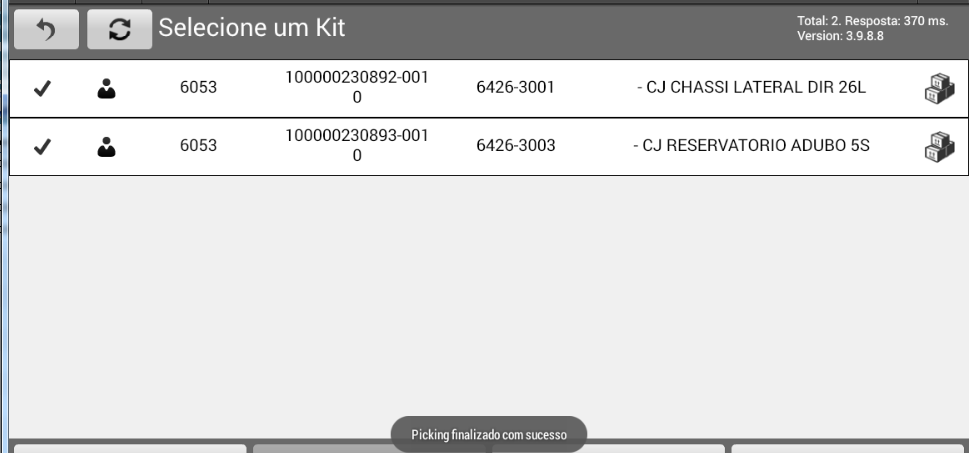 Selecione um Kit
Total: 2. Resposta: 370 ms.
Version: 3.9.8.8
6053 100000230892-001 6426-3001 - CJ CHASSI LATERAL DIR 26L
0
6053 100000230893-001 6426-3003 - CJ RESERVATORIO ADUBO 5S
0
Picking finalizado com sucesso